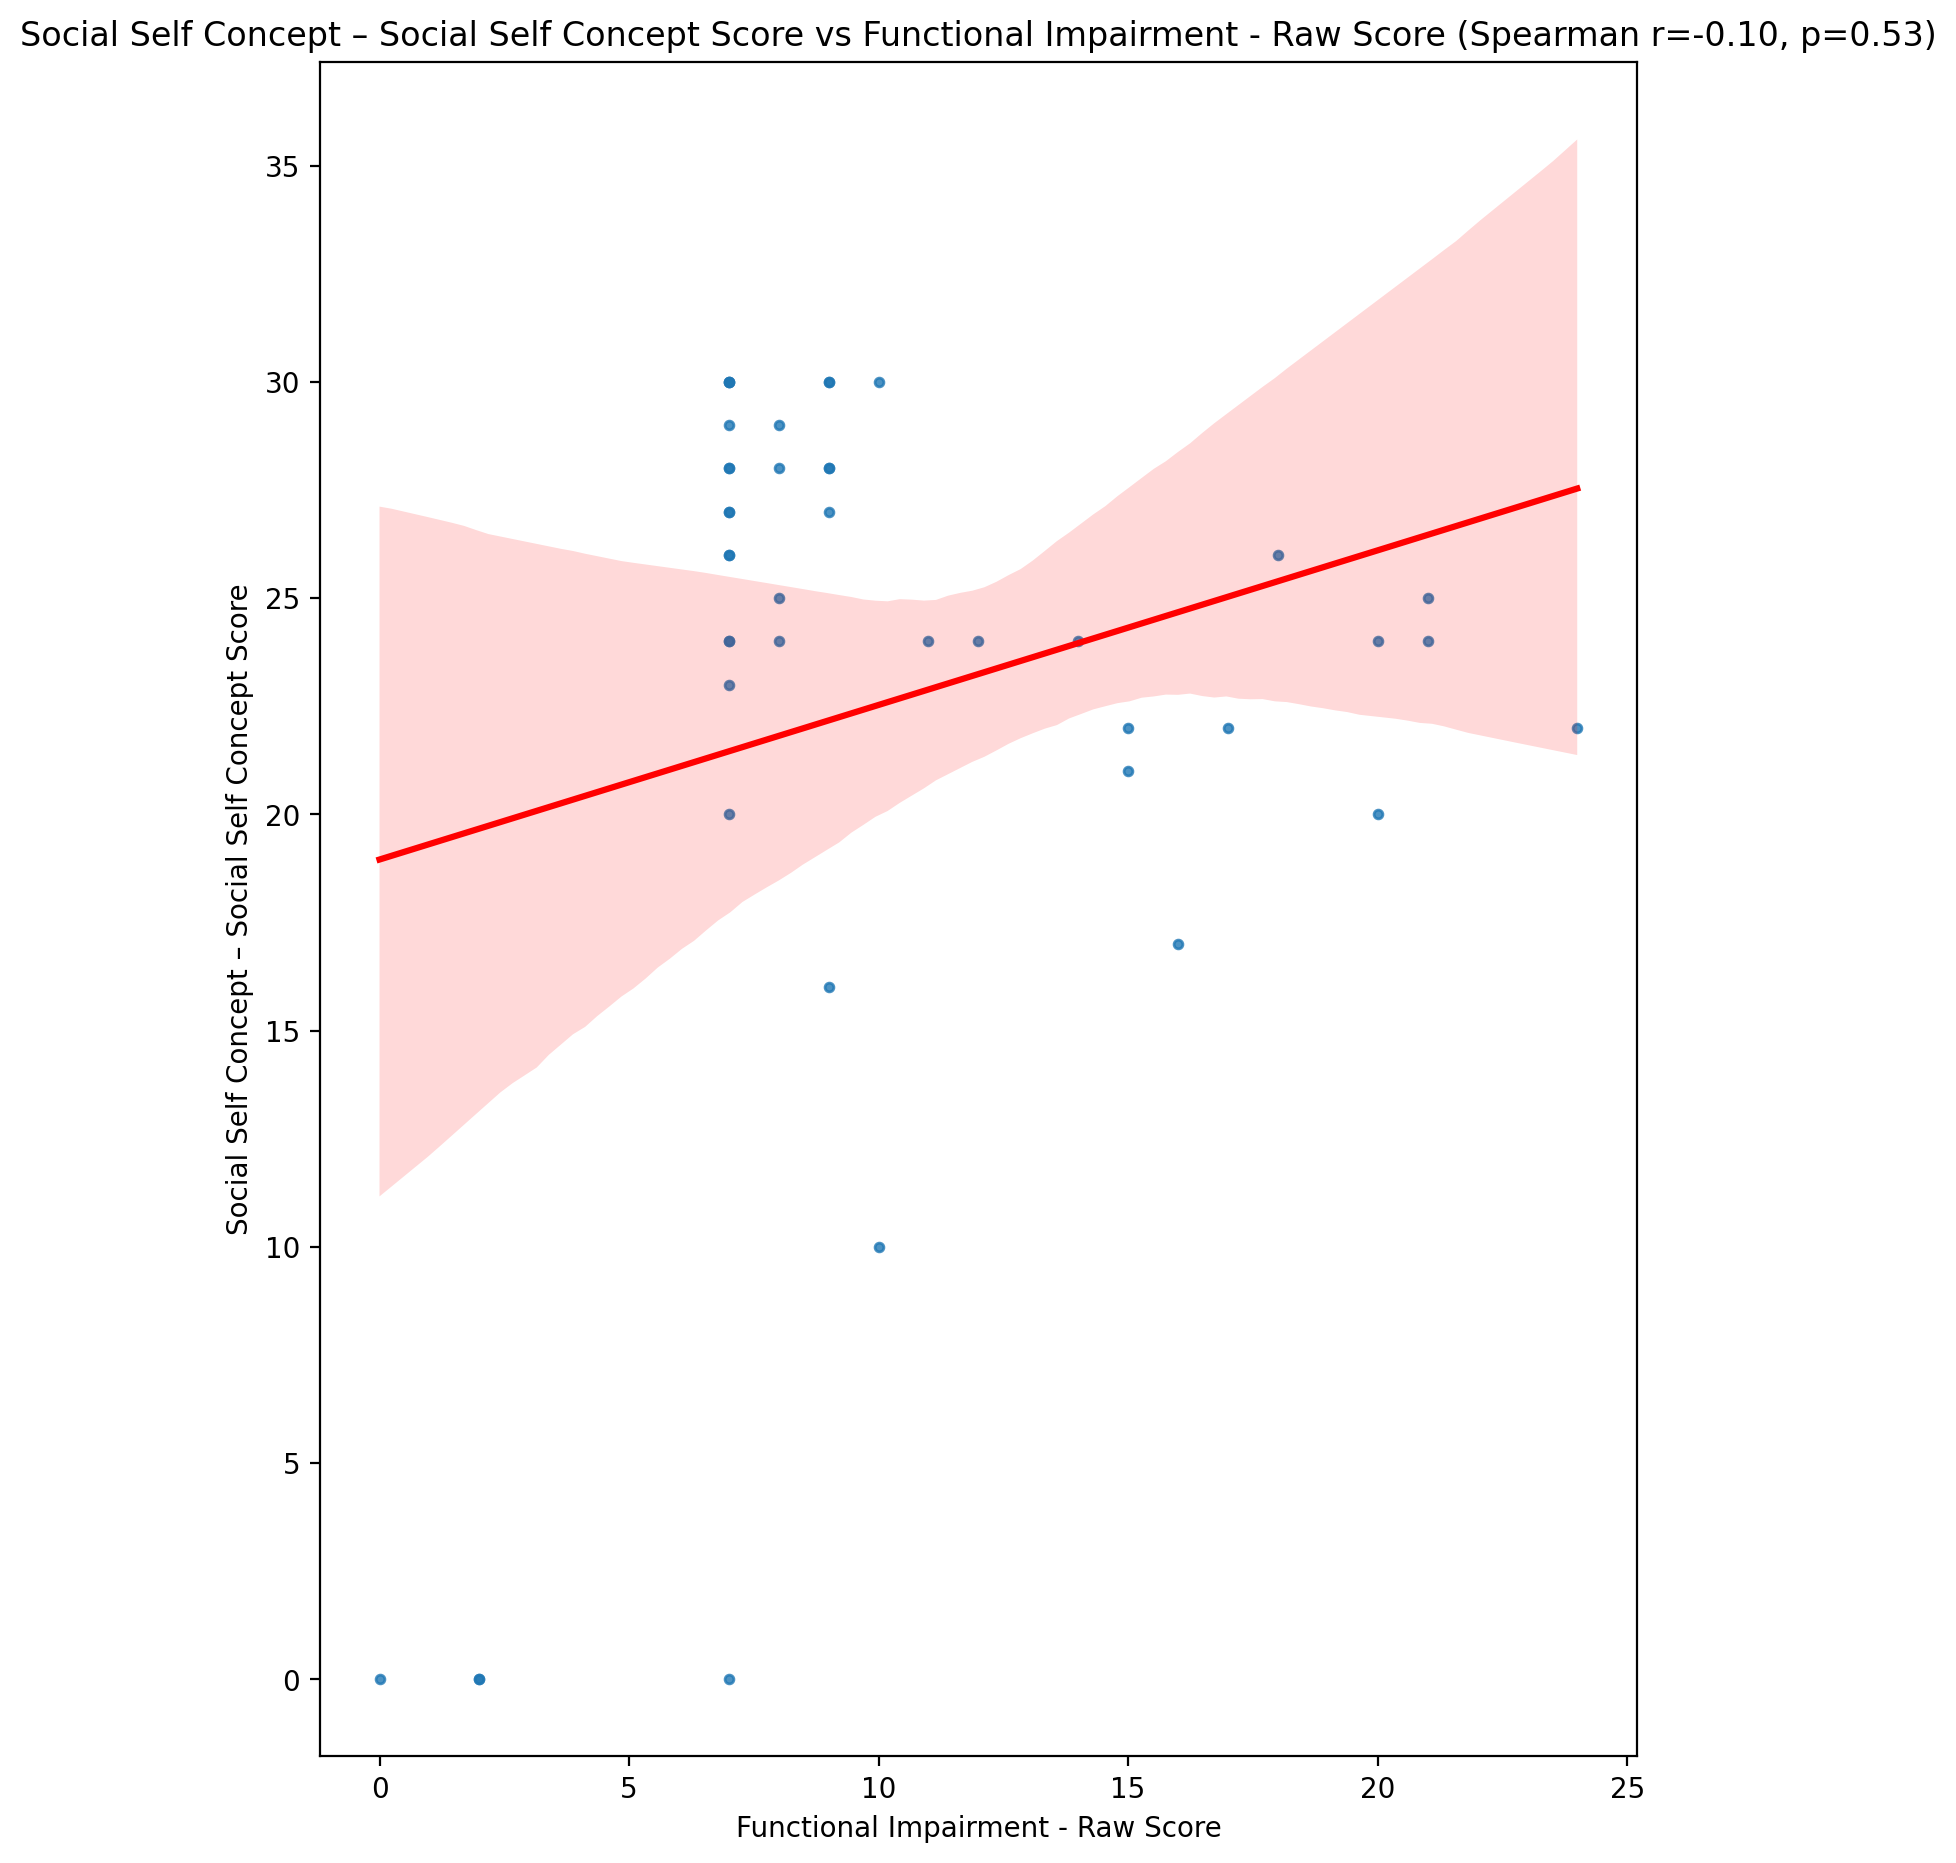 Social Self Concept – Social Self Concept Score vs Functional Impairment - Raw Score (Spearman r=-0.10, p=0.53)
Social Self Concept – Social Self Concept Score
35
30
25
20
15
10
5
0
0 5 10 15 20 25
Functional Impairment - Raw Score